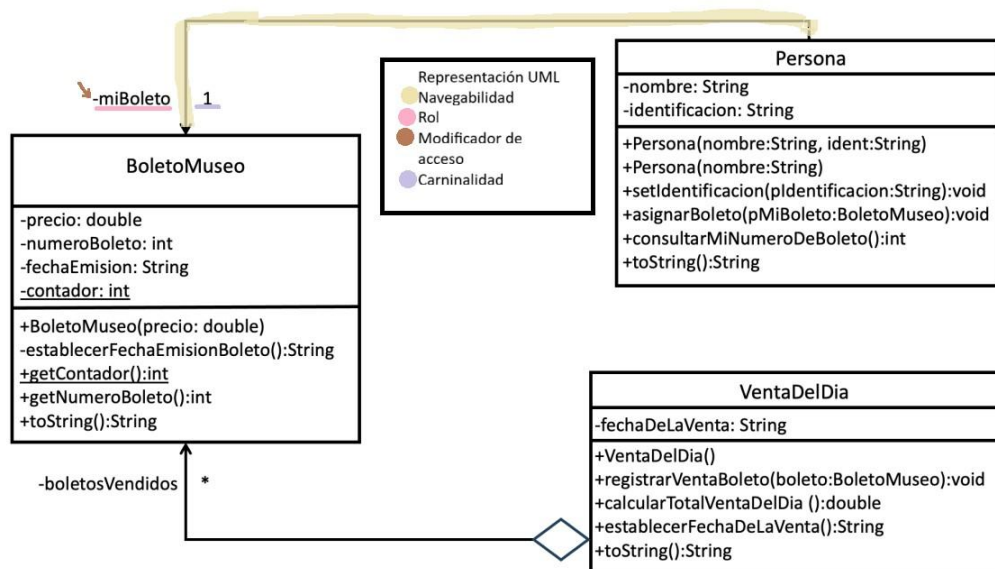 -miBoleto
1
Representación UML
Navegabilidad
Rol
Modificador de
acceso
Carninalidad
Persona
-nombre: String
-identificacion: String
+Persona(nombre:String, ident:String)
+Persona(nombre:String)
+setIdentificacion(pIdentificacion:String):void
+asignarBoleto(pMiBoleto:BoletoMuseo):void
+consultarMiNumeroDeBoleto():int
+toString():String
BoletoMuseo
-precio: double
-numeroBoleto: int
-fechaEmision: String
-contador: int
+BoletoMuseo(precio: double)
-establecerFechaEmisionBoleto():String
+getContador():int
+getNumeroBoleto():int
+toString():String
-boletosVendidos
*
VentaDelDia
-fechaDeLaVenta: String
+VentaDelDia()
+registrarVentaBoleto(boleto:BoletoMuseo):void
+calcularTotalVentaDelDia ():double
+establecerFechaDeLaVenta():String
+toString():String